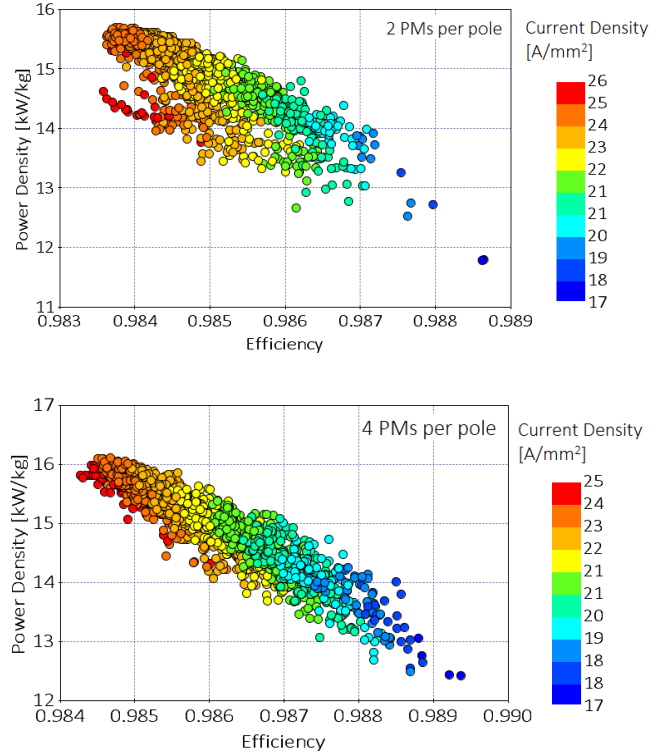 16
2 PMs per pole
Current Density
[A/mm²]
15
14
13
12
11
Power Density [kW/kg]
26
25
24
23
22
21
21
20
19
18
17
0.983 0.984 0.985 0.986 0.987 0.988 0.989
Efficiency
17
4 PMs per pole
Current Density
[A/mm²]
16
15
14
13
12
Power Density [kW/kg]
25
24
23
23
22
21
20
19
18
18
17
0.984 0.985 0.986 0.987 0.988 0.989 0.990
Efficiency